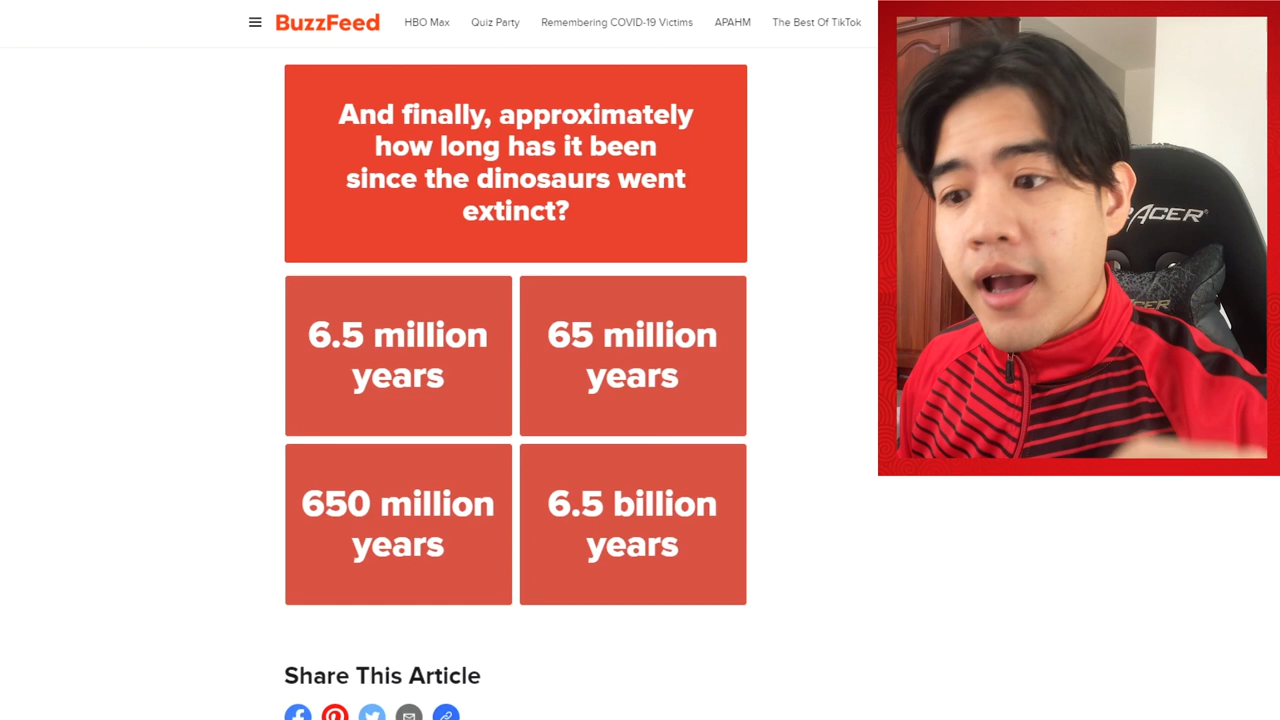 BuzzFeed
HBO Max
Quiz Party
Remembering COVID-19 Victims
APAHM
The Best Of TikTok
And finally, approximately
how long has it been
since the dinosaurs went
extinct?
6.5 million
years
65 million
years
650 million
years
6.5 billion
years
Share This Article